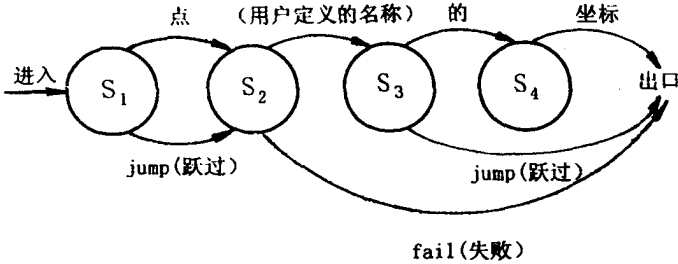 点
（用户定义的名称）
的
坐标
进入
S1
S2
S3
S4
出口
jump(跃过)
jump(跃过)
fail(失败)